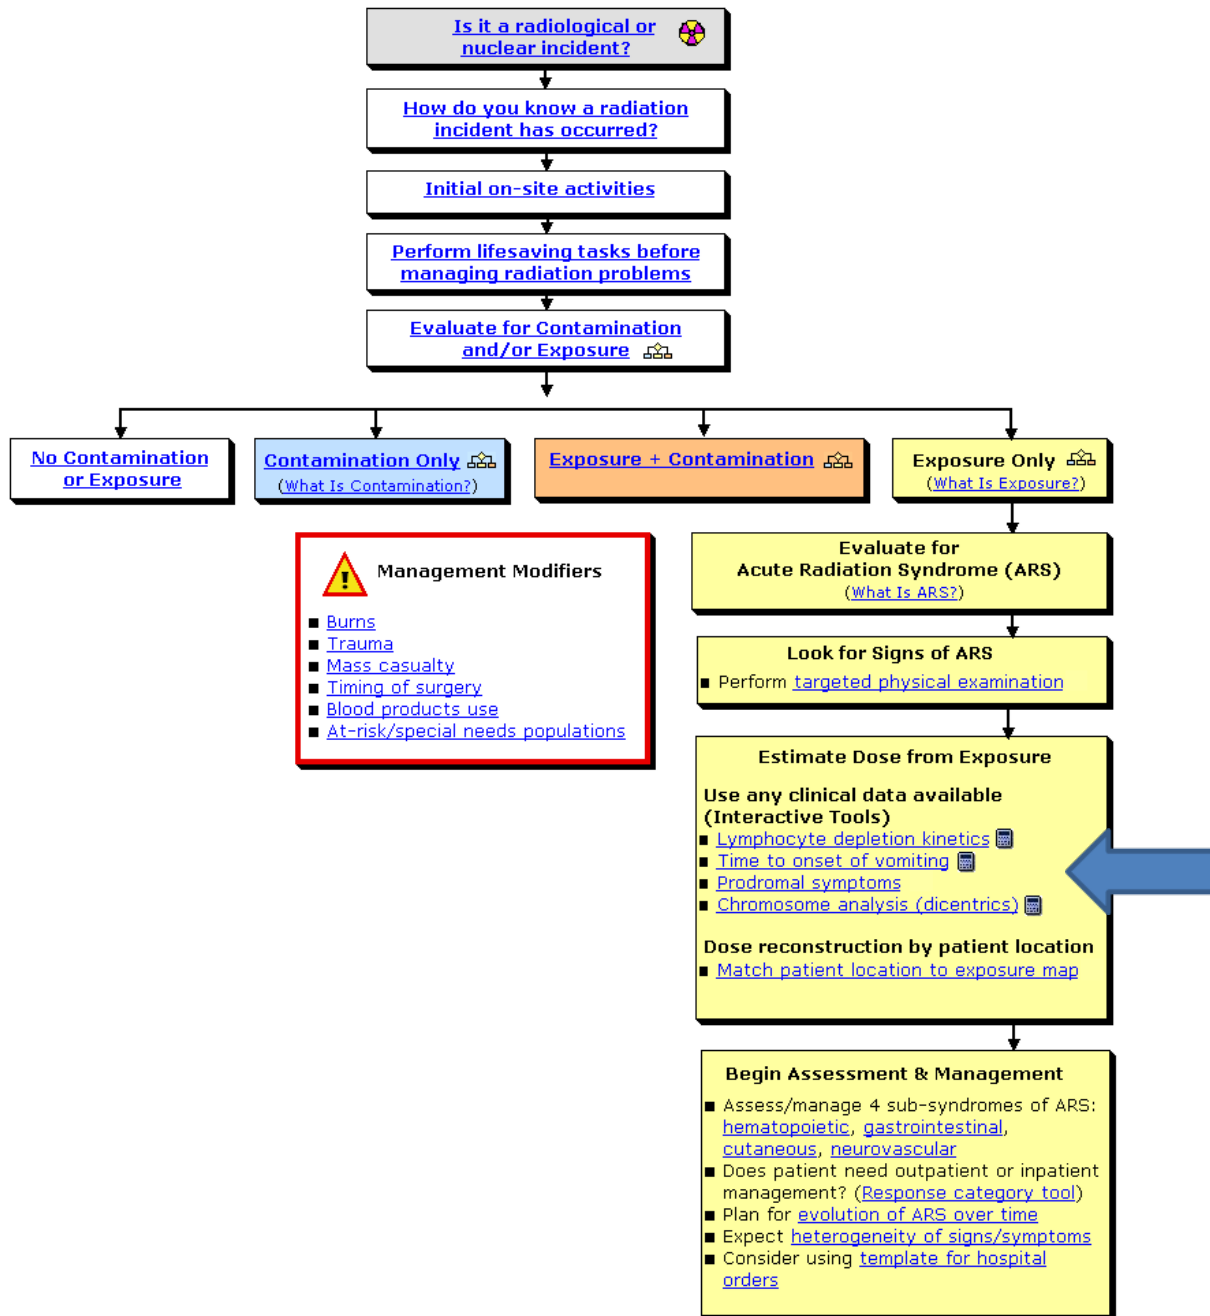 Is it a radiological or
nuclear incident?
How do you know a radiation
incident has occurred?
Initial on-site activities
Perform lifesaving tasks before
managing radiation problems
Evaluate for Contamination
and/or Exposure
No Contamination
or Exposure
Contamination Only
(What Is Contamination?)
Exposure + Contamination
Exposure Only
(What Is Exposure?)
Management Modifiers
■ Burns
■ Trauma
■ Mass casualty
■ Timing of surgery
■ Blood products use
■ At-risk/special needs populations
Evaluate for
Acute Radiation Syndrome (ARS)
(What Is ARS?)
Look for Signs of ARS
■ Perform targeted physical examination
Estimate Dose from Exposure
Use any clinical data available
(Interactive Tools)
■ Lymphocyte depletion kinetics
■ Time to onset of vomiting
■ Prodromal symptoms
■ Chromosome analysis (dicentrics)
Dose reconstruction by patient location
■ Match patient location to exposure map
Begin Assessment & Management
■ Assess/manage 4 sub-syndromes of ARS:
hematopoietic, gastrointestinal,
cutaneous, neurovascular
■ Does patient need outpatient or inpatient
management? (Response category tool)
■ Plan for evolution of ARS over time
■ Expect heterogeneity of signs/symptoms
■ Consider using template for hospital
orders